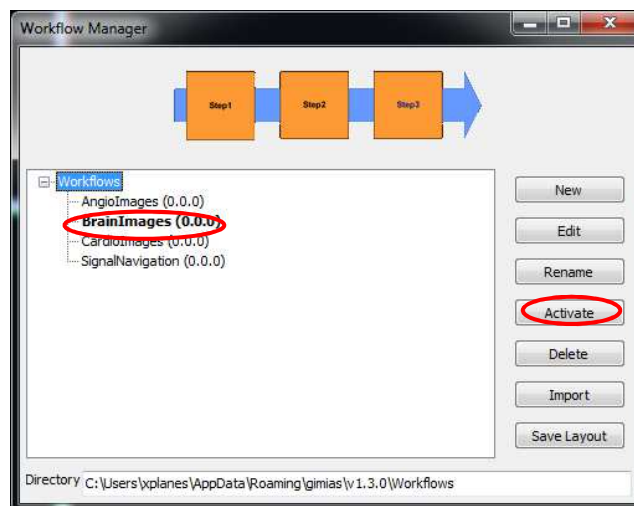 Workflow Manager
Step1 Step2 Step3
Workflows
AngioImages (0.0.0)
BrainImages (0.0.0)
CardioImages (0.0.0)
SignalNavigation (0.0.0)
New
Edit
Rename
Activate
Delete
Import
Save Layout
Directory C:\Users\xplanes\AppData\Roaming\gimias\v1.3.0\Workflows